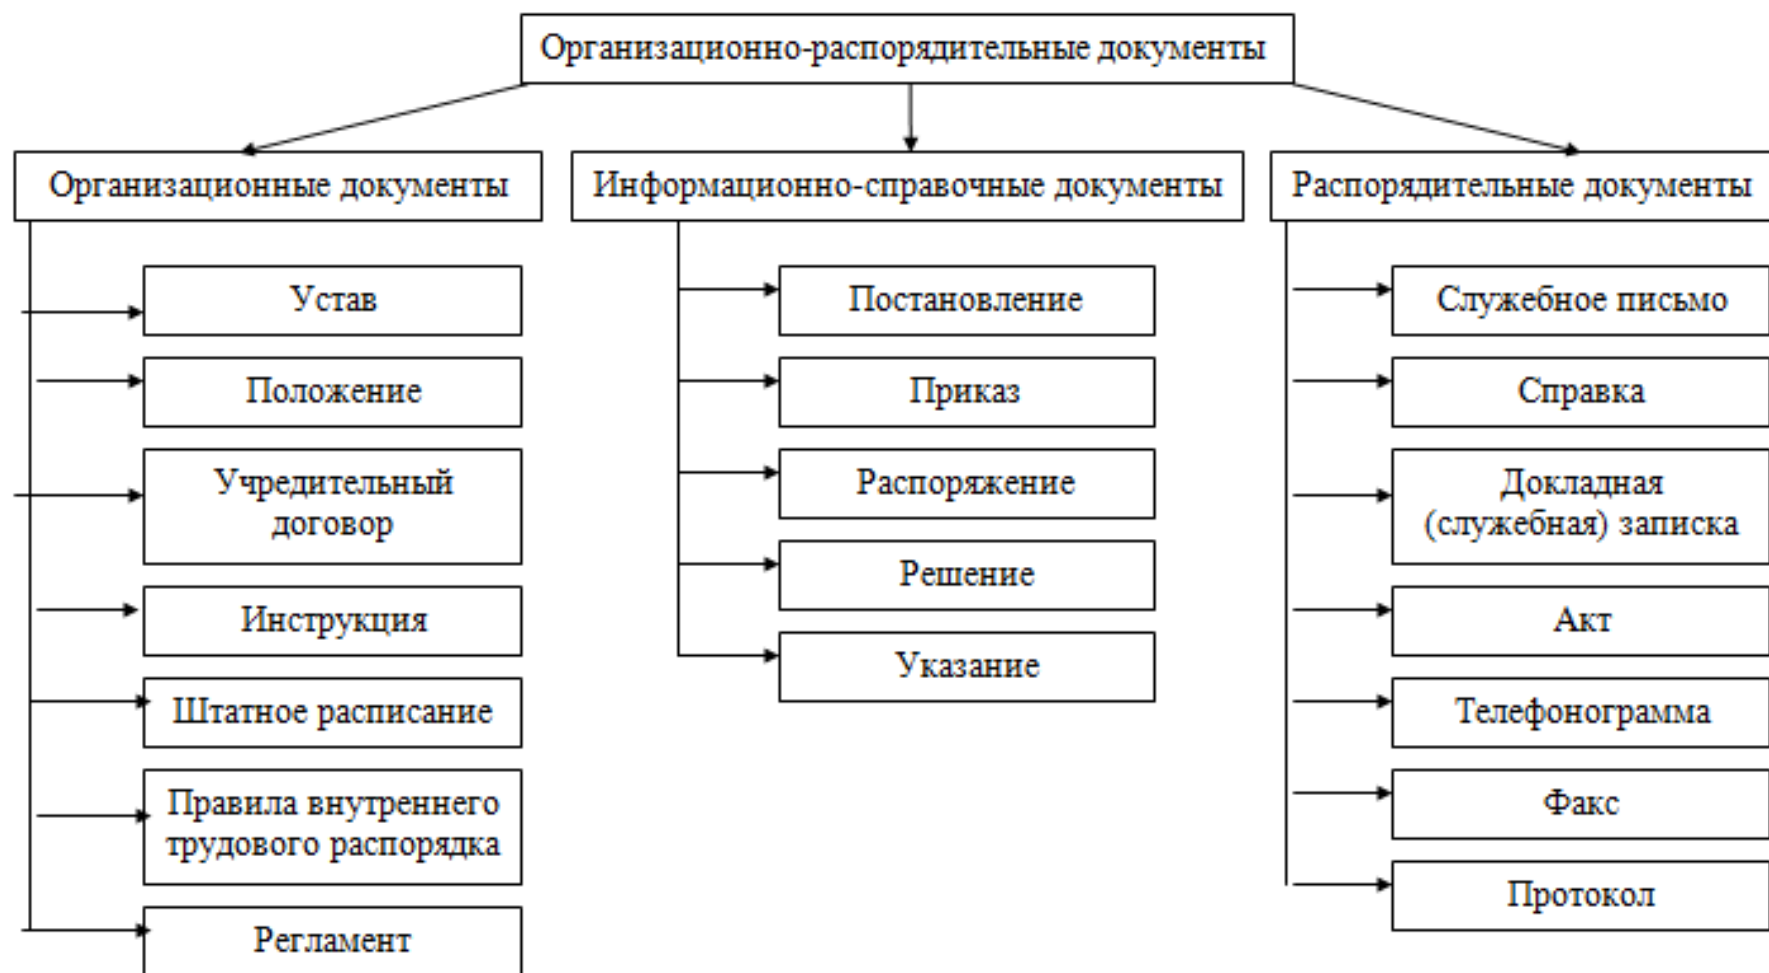 Организационно-распорядительные документы
Организационные документы
Информационно-справочные документы
Распорядительные документы
Устав
Положение
Учредительный
договор
Инструкция
Штатное расписание
Правила внутреннего
трудового распорядка
Регламент
Постановление
Приказ
Распоряжение
Решение
Указание
Служебное письмо
Справка
Докладная
(служебная) записка
Акт
Телефонограмма
Факс
Протокол